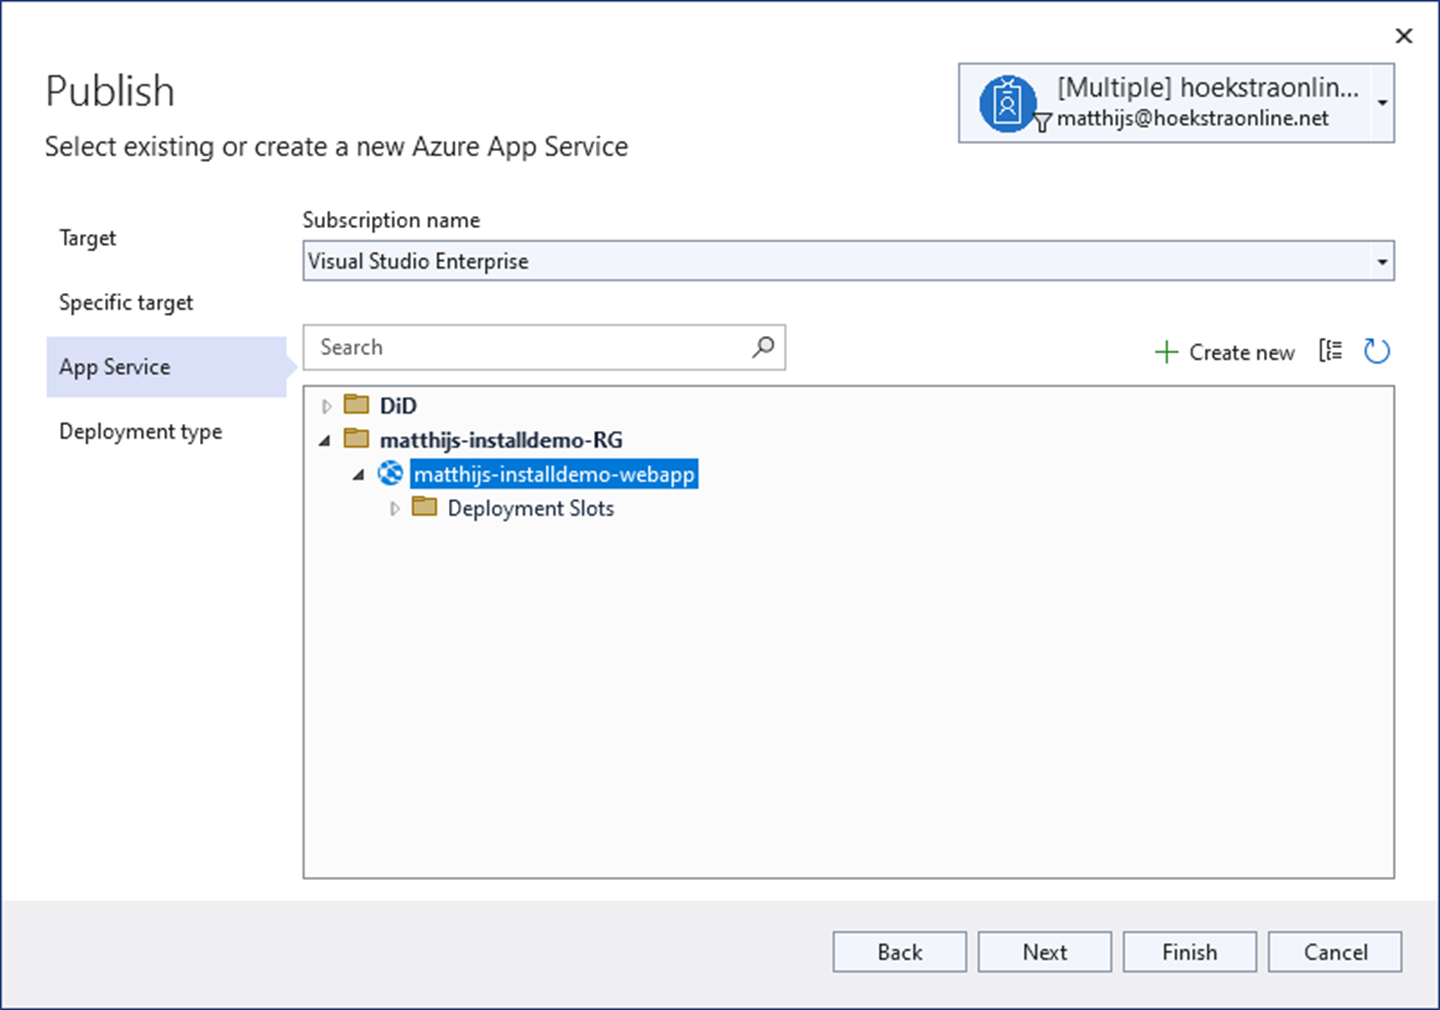 Publish
Select existing or create a new Azure App Service
[Multiple] hoekstraonlin...
matthijs@hoekstraonline.net
Target
Specific target
App Service
Deployment type
Subscription name
Visual Studio Enterprise
Search
Create new
DiD
matthijs-installdemo-RG
matthijs-installdemo-webapp
Deployment Slots
Back
Next
Finish
Cancel